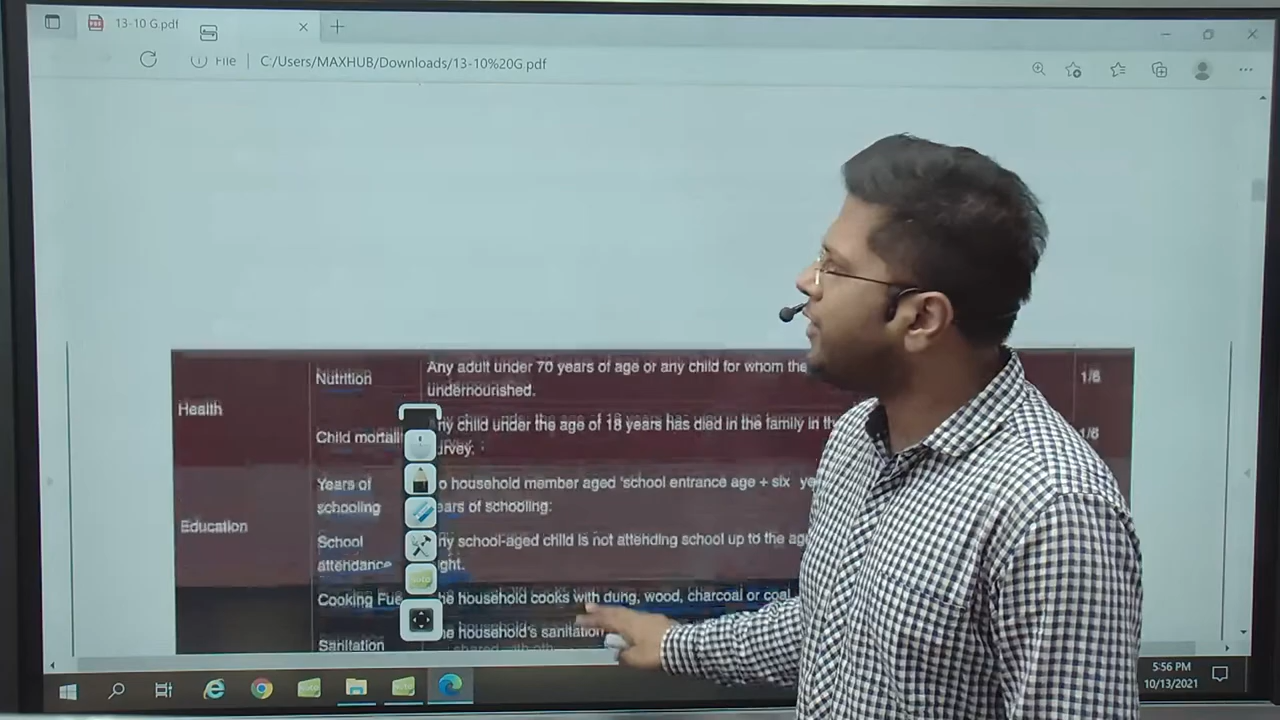 13-10 G.pdf
File C:/Users/MAXHUB/Downloads/13-10%20G.pdf
Health
Nutrition
Any adult under 70 years of age or any child for whom the
undernourished.
1/6
Child mortali
ny child under the age of 18 years has died in the family in th
urvey.
1/6
Education
Years of
schooling
o household member aged 'school entrance age + six ye
ears of schooling:
School
attendance
ny school-aged child is not attending school up to the ag
ight.
Cooking Fue
he household cooks with dung, wood, charcoal or coal
Sanitation
he household's sanitation
5:56 PM
10/13/2021